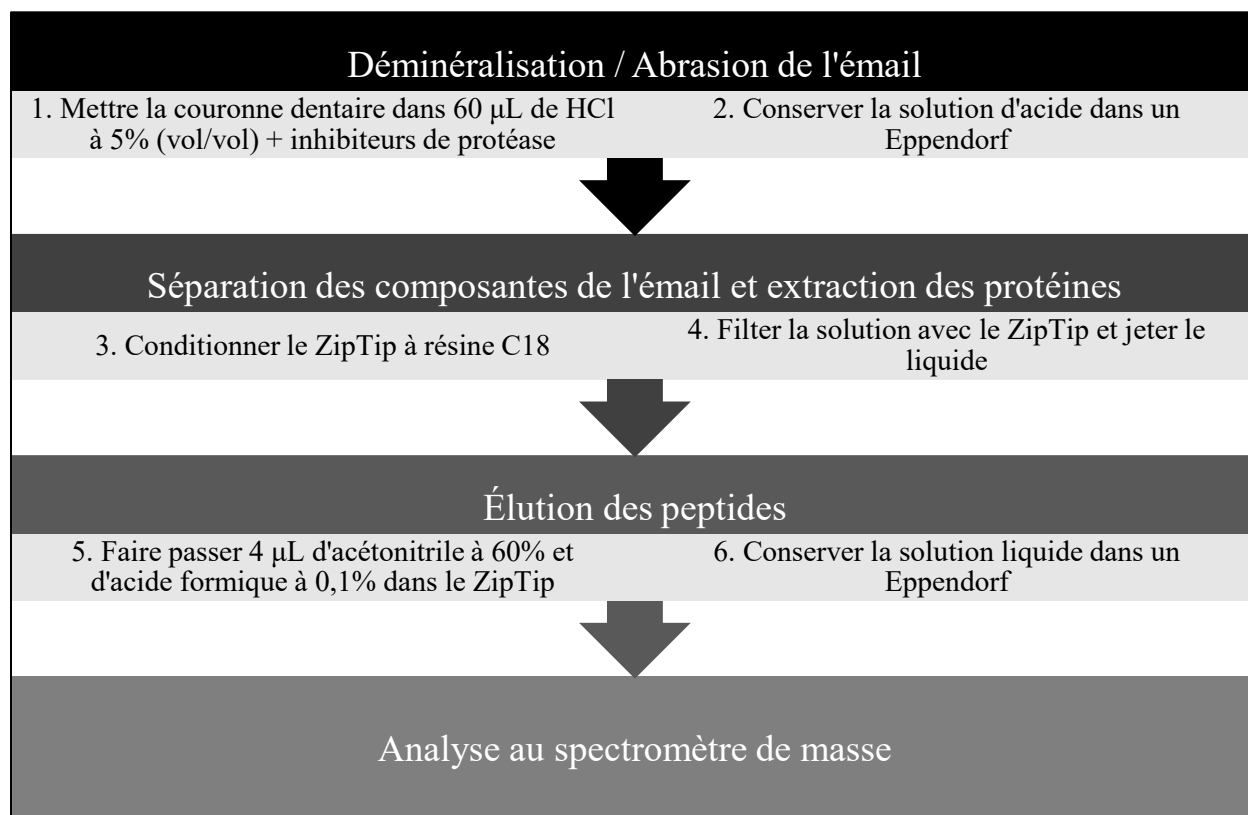 Déminéralisation / Abrasion de l'émail
1. Mettre la couronne dentaire dans 60 µL de HCl
à 5% (vol/vol) + inhibiteurs de protéase
2. Conserver la solution d'acide dans un
Eppendorf
Séparation des composantes de l'émail et extraction des protéines
3. Conditionner le ZipTip à résine C18
4. Filter la solution avec le ZipTip et jeter le
liquide
Élution des peptides
5. Faire passer 4 µL d'acétonitrile à 60% et
d'acide formique à 0,1% dans le ZipTip
6. Conserver la solution liquide dans un
Eppendorf
Analyse au spectromètre de masse